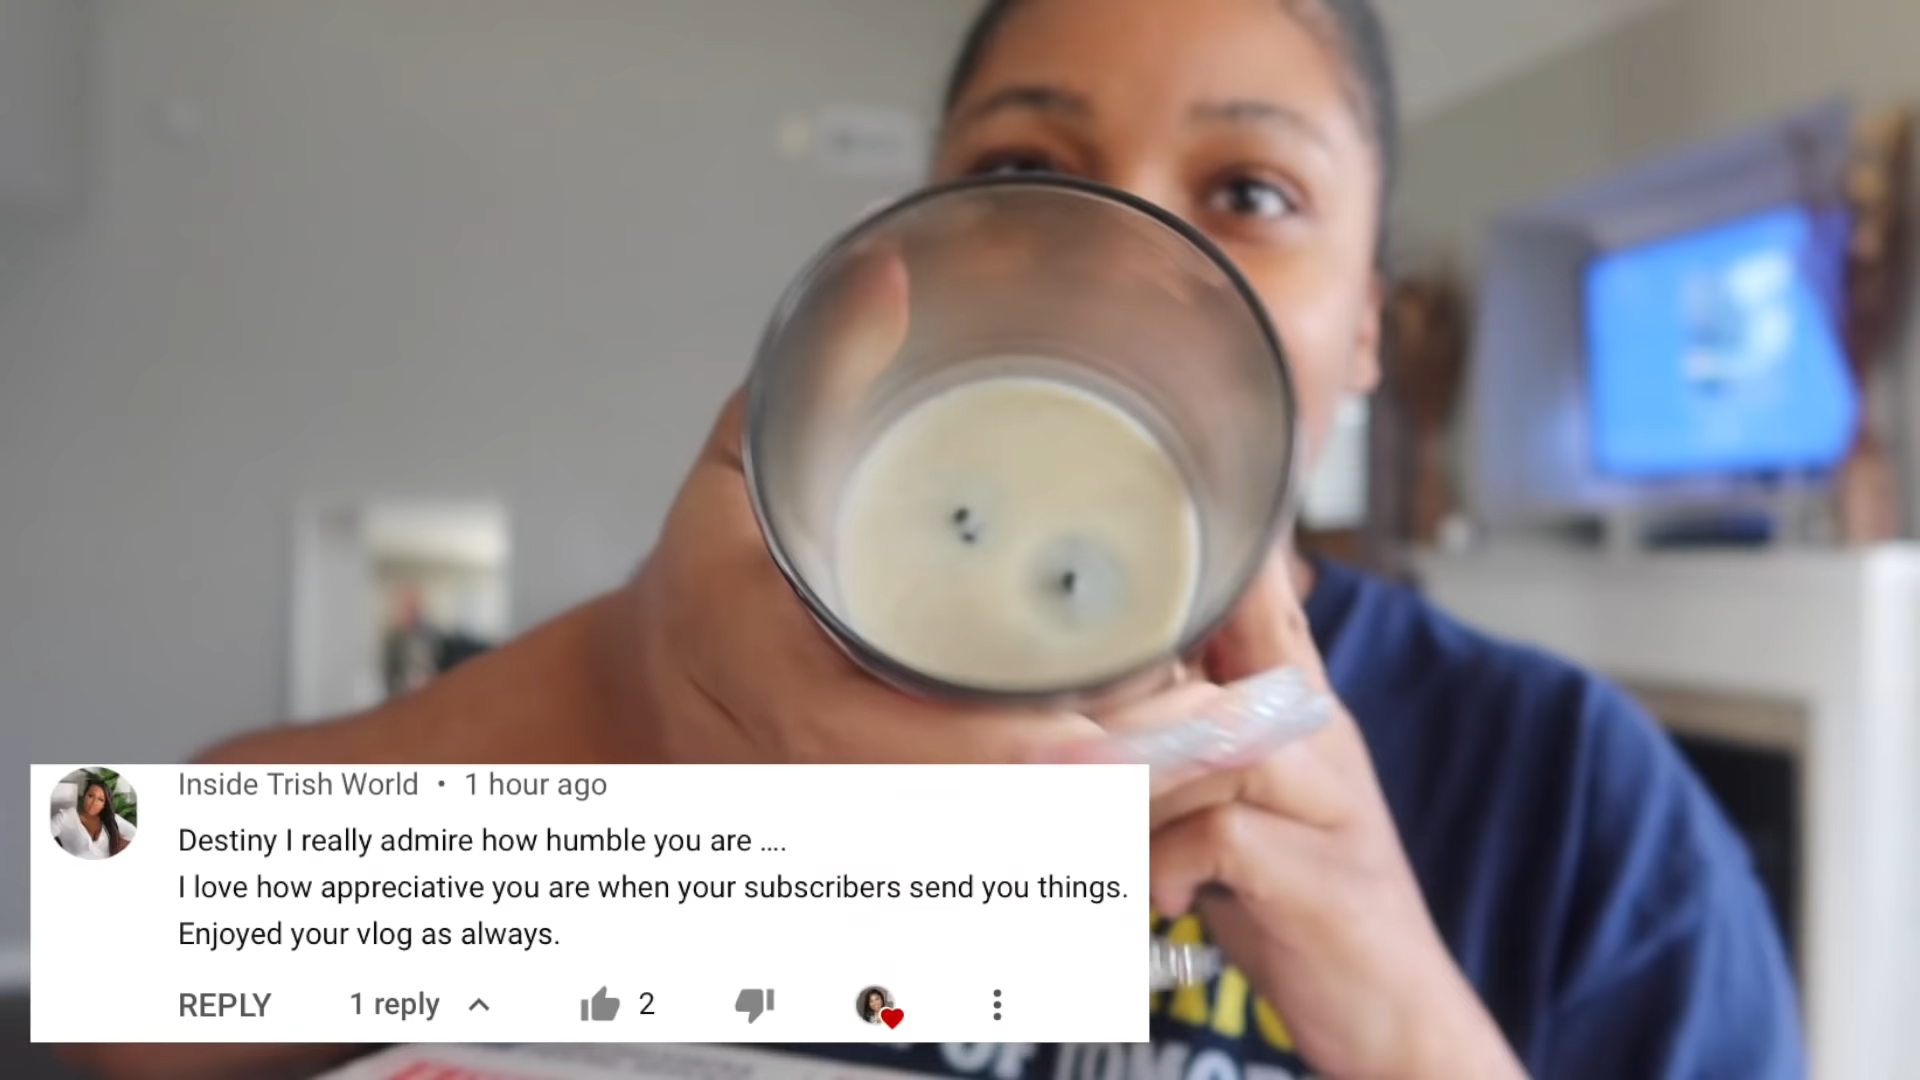 Inside Trish World • 1 hour ago
Destiny I really admire how humble you are ....
I love how appreciative you are when your subscribers send you things.
Enjoyed your vlog as always.
REPLY 1 reply 2
OF